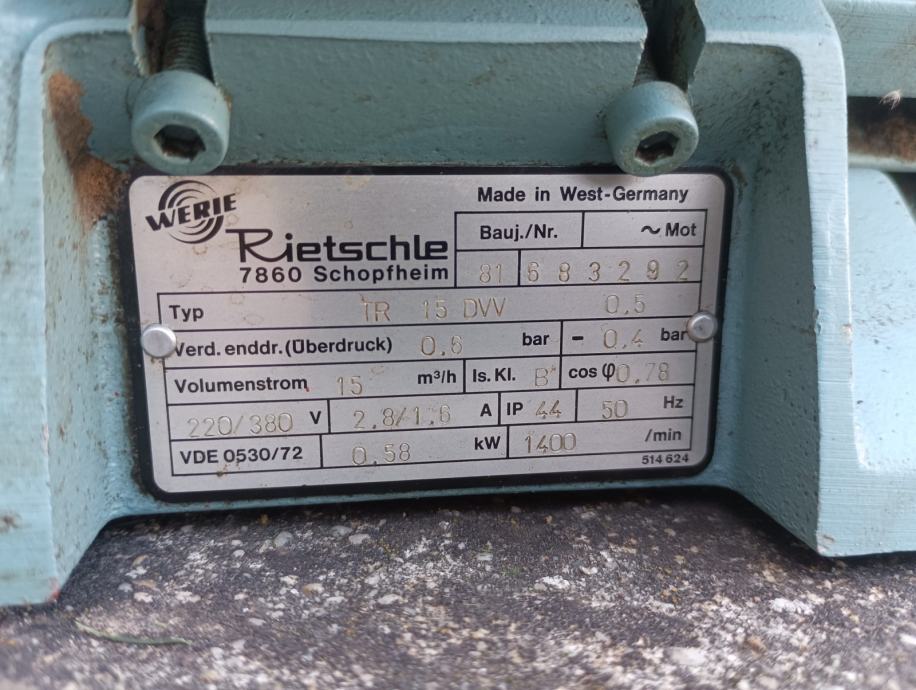 WERIE
Made in West-Germany
Rietschle
7860 Schopfheim
Bauj./Nr. ~ Mot
81 683292
Typ TR 15 DVV 0,5
Verd. enddr. (Überdruck) 0,6 bar - 0,4 bar
Volumenstrom 15 m³/h Is. Kl. B cos φ 0,78
220/380 V 2,8/1,6 A IP 44 50 Hz
VDE 0530/72 0,58 kW 1400 /min
514 624